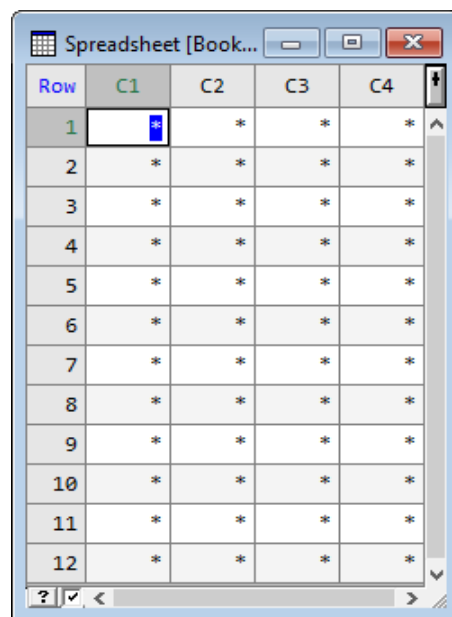 Spreadsheet [Book...
Row C1 C2 C3 C4
1 * * * *
2 * * * *
3 * * * *
4 * * * *
5 * * * *
6 * * * *
7 * * * *
8 * * * *
9 * * * *
10 * * * *
11 * * * *
12 * * * *
?